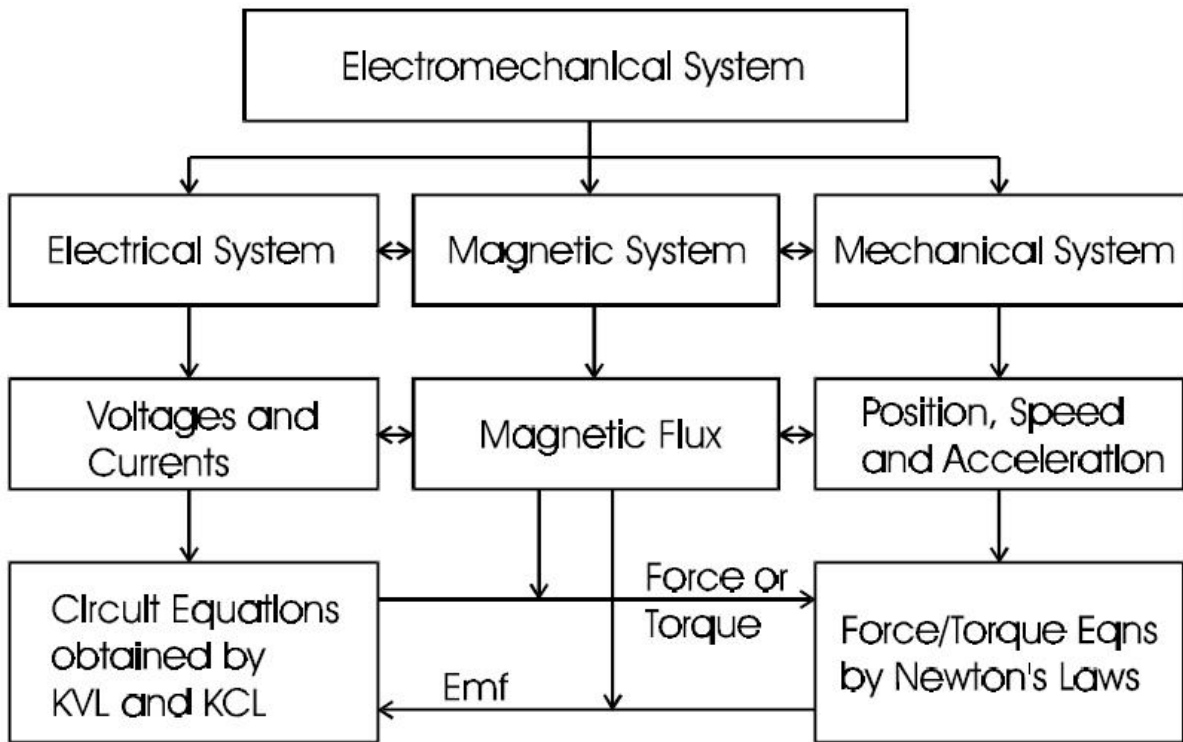 Electromechanical System
Electrical System
Magnetic System
Mechanical System
Voltages and
Currents
Magnetic Flux
Position, Speed
and Acceleration
Circuit Equations
obtained by
KVL and KCL
Force or
Torque
Emf
Force/Torque Eqns
by Newton's Laws